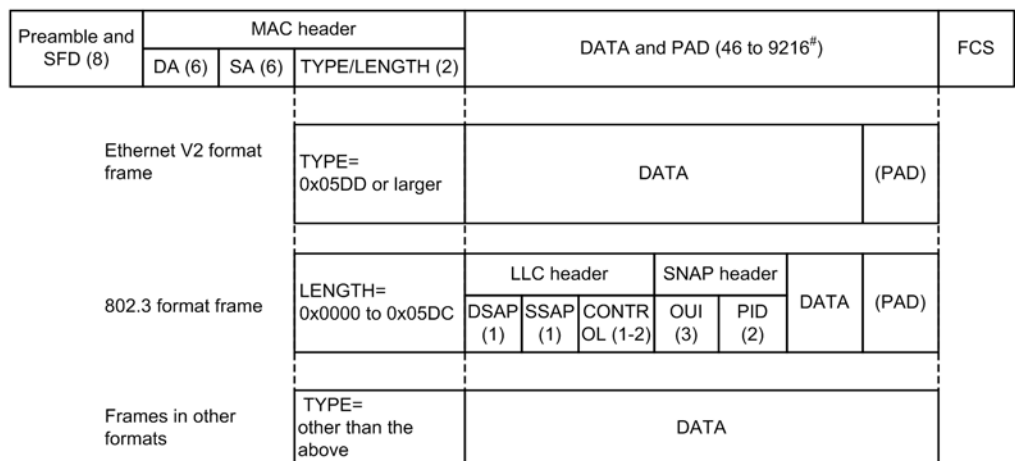 Preamble and
SFD (8)
MAC header
DA (6)
SA (6)
TYPE/LENGTH (2)
DATA and PAD (46 to 9216#)
FCS
Ethernet V2 format
frame
TYPE=
0x05DD or larger
DATA
(PAD)
802.3 format frame
LENGTH=
0x0000 to 0x05DC
LLC header
SNAP header
DSAP
(1)
SSAP
(1)
CONTR
OL (1-2)
OUI
(3)
PID
(2)
DATA
(PAD)
Frames in other
formats
TYPE=
other than the
above
DATA